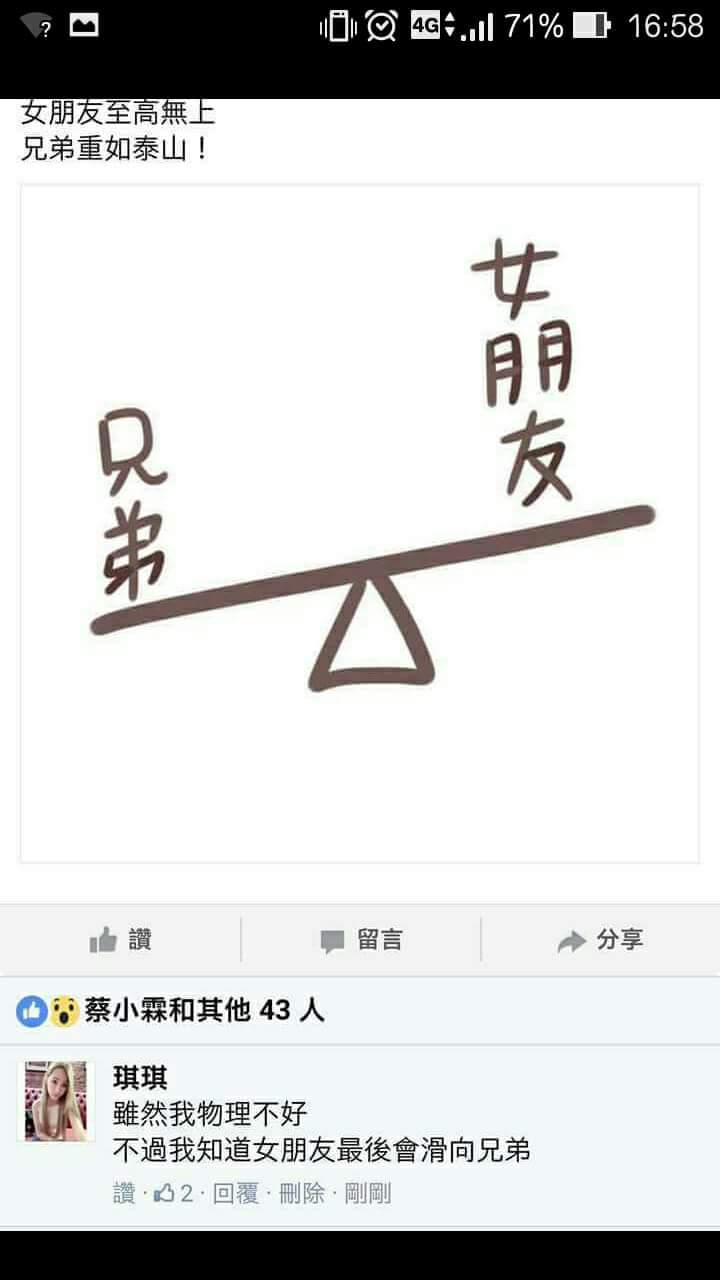 4G 71% 16:58
女朋友至高無上
兄弟重如泰山！
女朋友
兄弟
讚 留言 分享
蔡小霖和其他 43 人
琪琪
雖然我物理不好
不過我知道女朋友最後會滑向兄弟
讚 · 2 · 回覆 · 刪除 · 剛剛